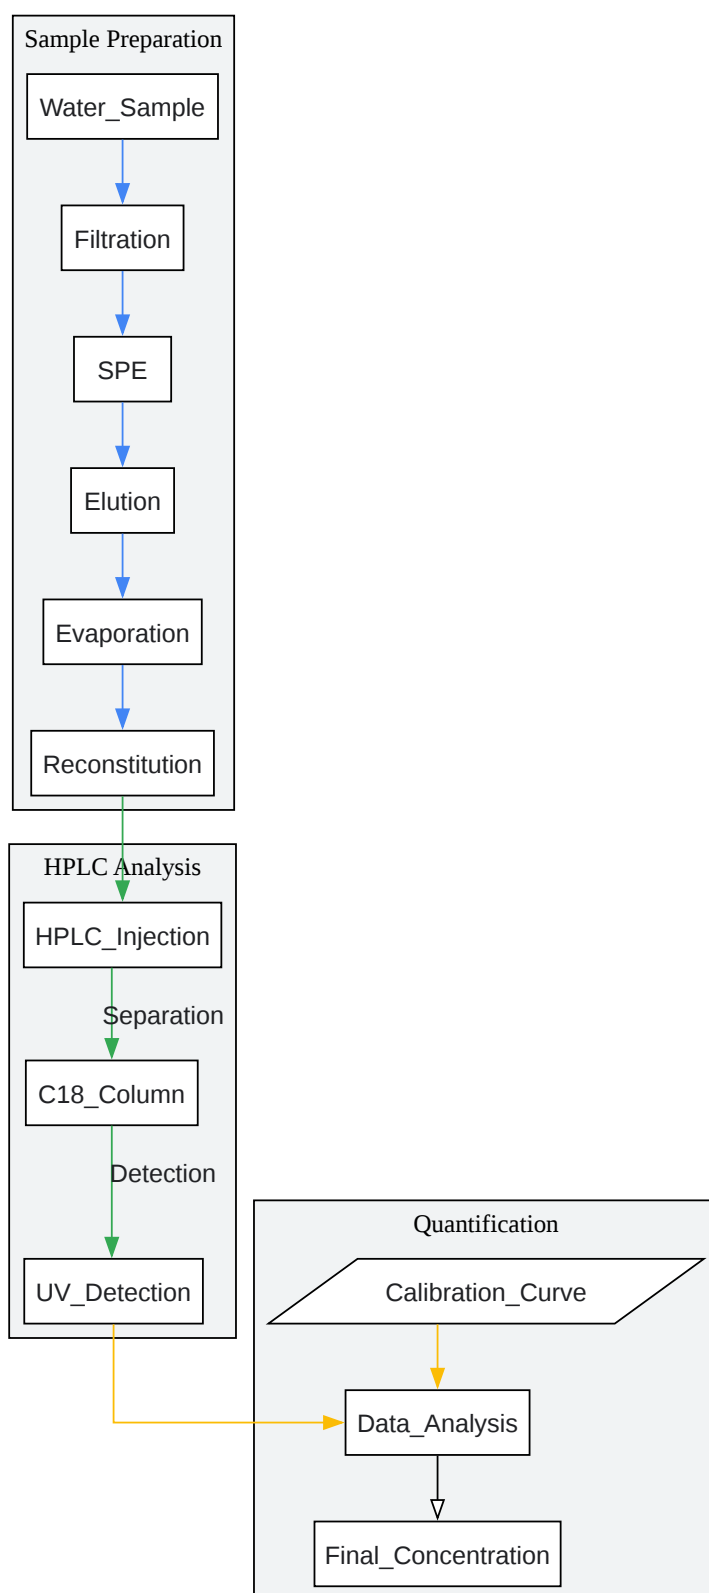 Sample Preparation
Water_Sample
Filtration
SPE
Elution
Evaporation
Reconstitution
HPLC Analysis
HPLC_Injection
Separation
C18_Column
Detection
UV_Detection
Quantification
Calibration_Curve
Data_Analysis
Final_Concentration